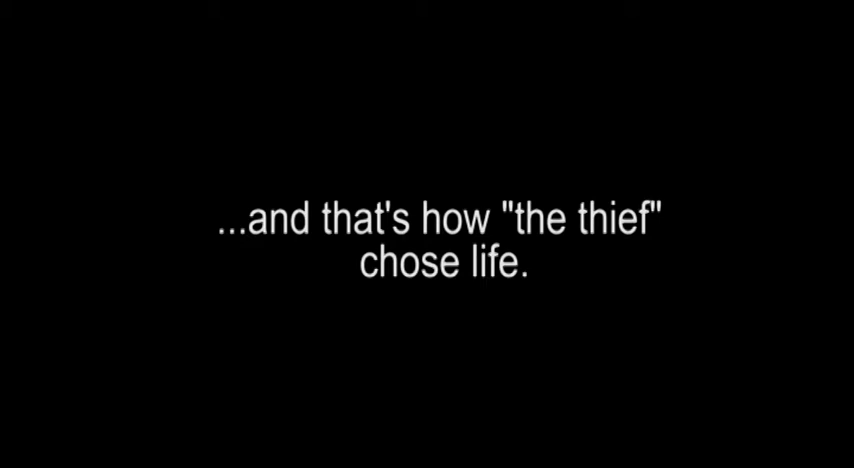 ...and that's how "the thief"
chose life.